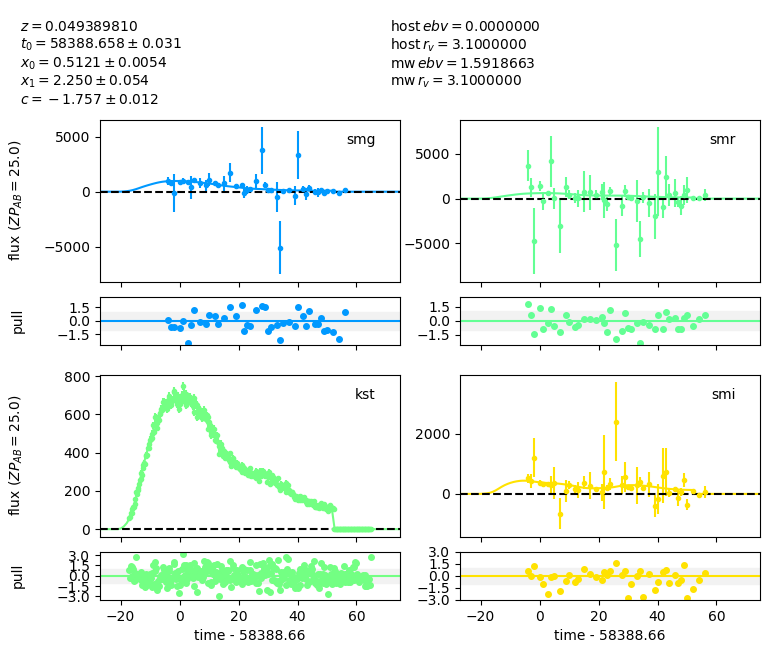 z = 0.049389810
t₀ = 58388.658 ± 0.031
x₀ = 0.5121 ± 0.0054
x₁ = 2.250 ± 0.054
c = −1.757 ± 0.012
host ebv = 0.0000000
host r_v = 3.1000000
mw ebv = 1.5918663
mw r_v = 3.1000000
flux (ZP_AB = 25.0)
5000
0
−5000
smg
5000
0
−5000
smr
pull
1.5
0.0
−1.5
1.5
0.0
−1.5
flux (ZP_AB = 25.0)
800
600
400
200
0
kst
2000
0
smi
pull
3.0
1.5
0.0
−1.5
−3.0
3.0
1.5
0.0
−1.5
−3.0
−20 0 20 40 60
−20 0 20 40 60
time - 58388.66
time - 58388.66